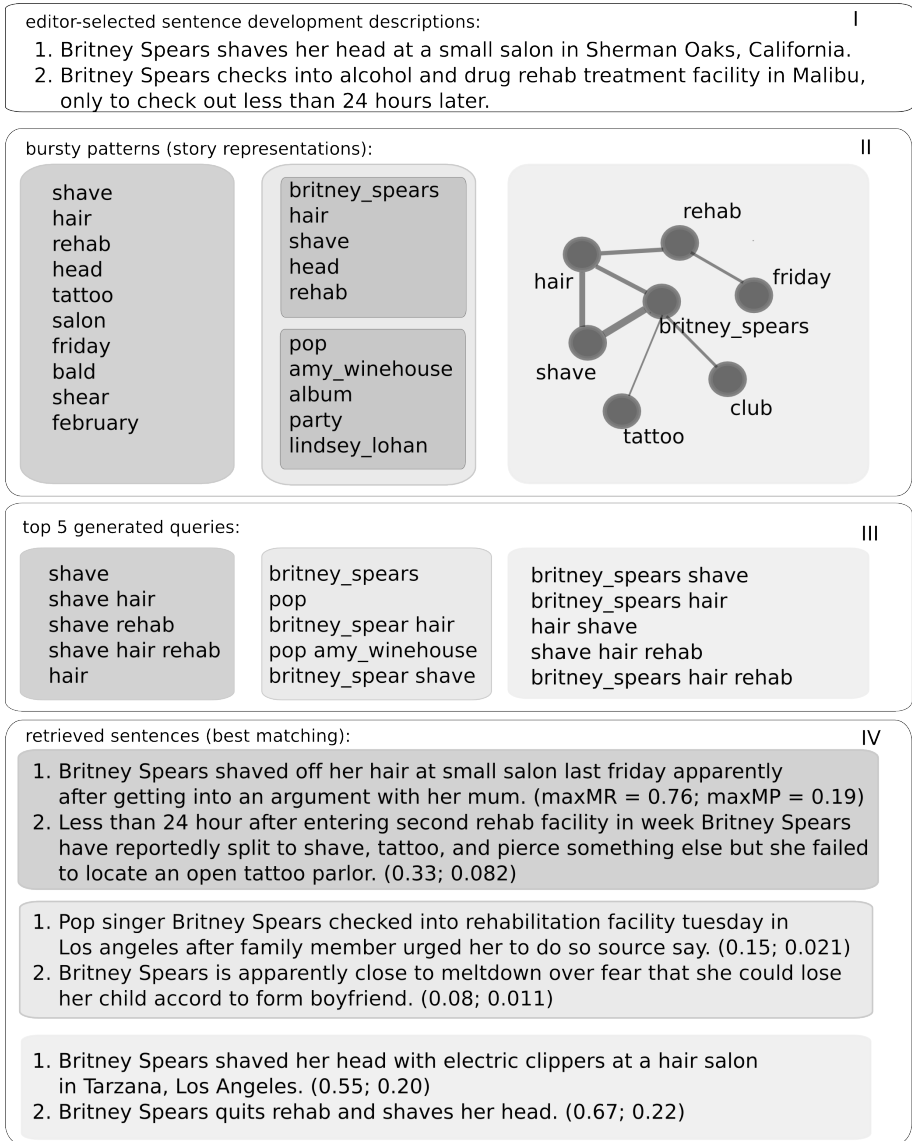 editor-selected sentence development descriptions:
I
1. Britney Spears shaves her head at a small salon in Sherman Oaks, California.
2. Britney Spears checks into alcohol and drug rehab treatment facility in Malibu,
only to check out less than 24 hours later.
bursty patterns (story representations):
II
shave
hair
rehab
head
tattoo
salon
friday
bald
shear
february
britney_spears
hair
shave
head
rehab
pop
amy_winehouse
album
party
lindsey_lohan
rehab
hair
friday
britney_spears
shave
club
tattoo
top 5 generated queries:
III
shave
shave hair
shave rehab
shave hair rehab
hair
britney_spears
pop
britney_spear hair
pop amy_winehouse
britney_spear shave
britney_spears shave
britney_spears hair
hair shave
shave hair rehab
britney_spears hair rehab
retrieved sentences (best matching):
IV
1. Britney Spears shaved off her hair at small salon last friday apparently
after getting into an argument with her mum. (maxMR = 0.76; maxMP = 0.19)
2. Less than 24 hour after entering second rehab facility in week Britney Spears
have reportedly split to shave, tattoo, and pierce something else but she failed
to locate an open tattoo parlor. (0.33; 0.082)
1. Pop singer Britney Spears checked into rehabilitation facility tuesday in
Los angeles after family member urged her to do so source say. (0.15; 0.021)
2. Britney Spears is apparently close to meltdown over fear that she could lose
her child accord to form boyfriend. (0.08; 0.011)
1. Britney Spears shaved her head with electric clippers at a hair salon
in Tarzana, Los Angeles. (0.55; 0.20)
2. Britney Spears quits rehab and shaves her head. (0.67; 0.22)